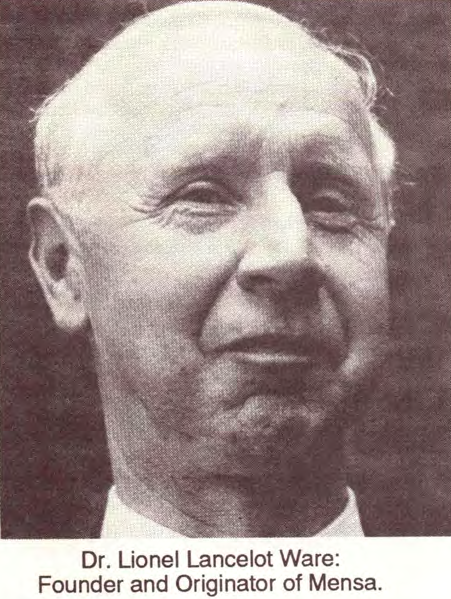 Dr. Lionel Lancelot Ware:
Founder and Originator of Mensa.